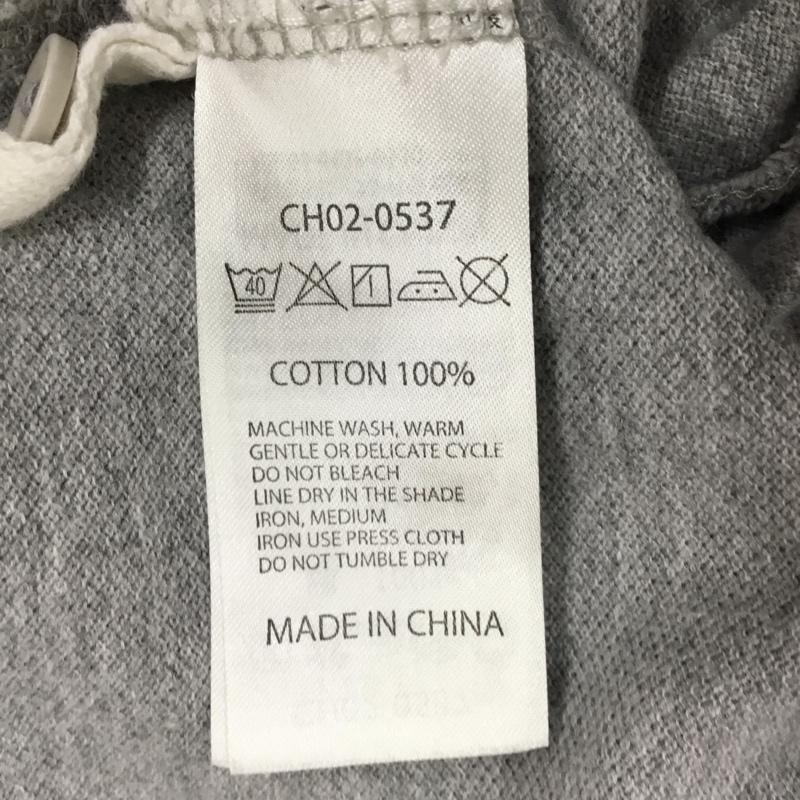 CH02-0537
40
COTTON 100%
MACHINE WASH, WARM
GENTLE OR DELICATE CYCLE
DO NOT BLEACH
LINE DRY IN THE SHADE
IRON, MEDIUM
IRON USE PRESS CLOTH
DO NOT TUMBLE DRY
MADE IN CHINA